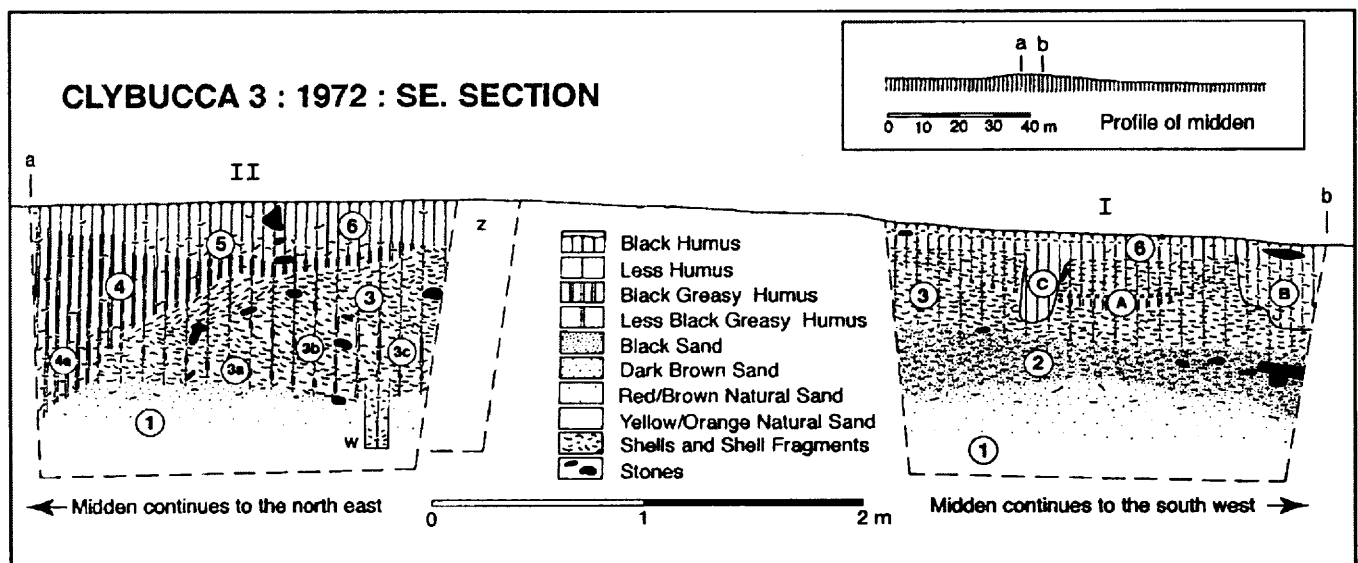 CLYBUCCA 3 : 1972 : SE. SECTION
a b
0 10 20 30 40 m Profile of midden
a
II
z
I
b
5
6
4
3
4a
3a
3b
3c
1
w
6
C
A
B
3
2
1
Black Humus
Less Humus
Black Greasy Humus
Less Black Greasy Humus
Black Sand
Dark Brown Sand
Red/Brown Natural Sand
Yellow/Orange Natural Sand
Shells and Shell Fragments
Stones
Midden continues to the north east
0 1 2 m
Midden continues to the south west